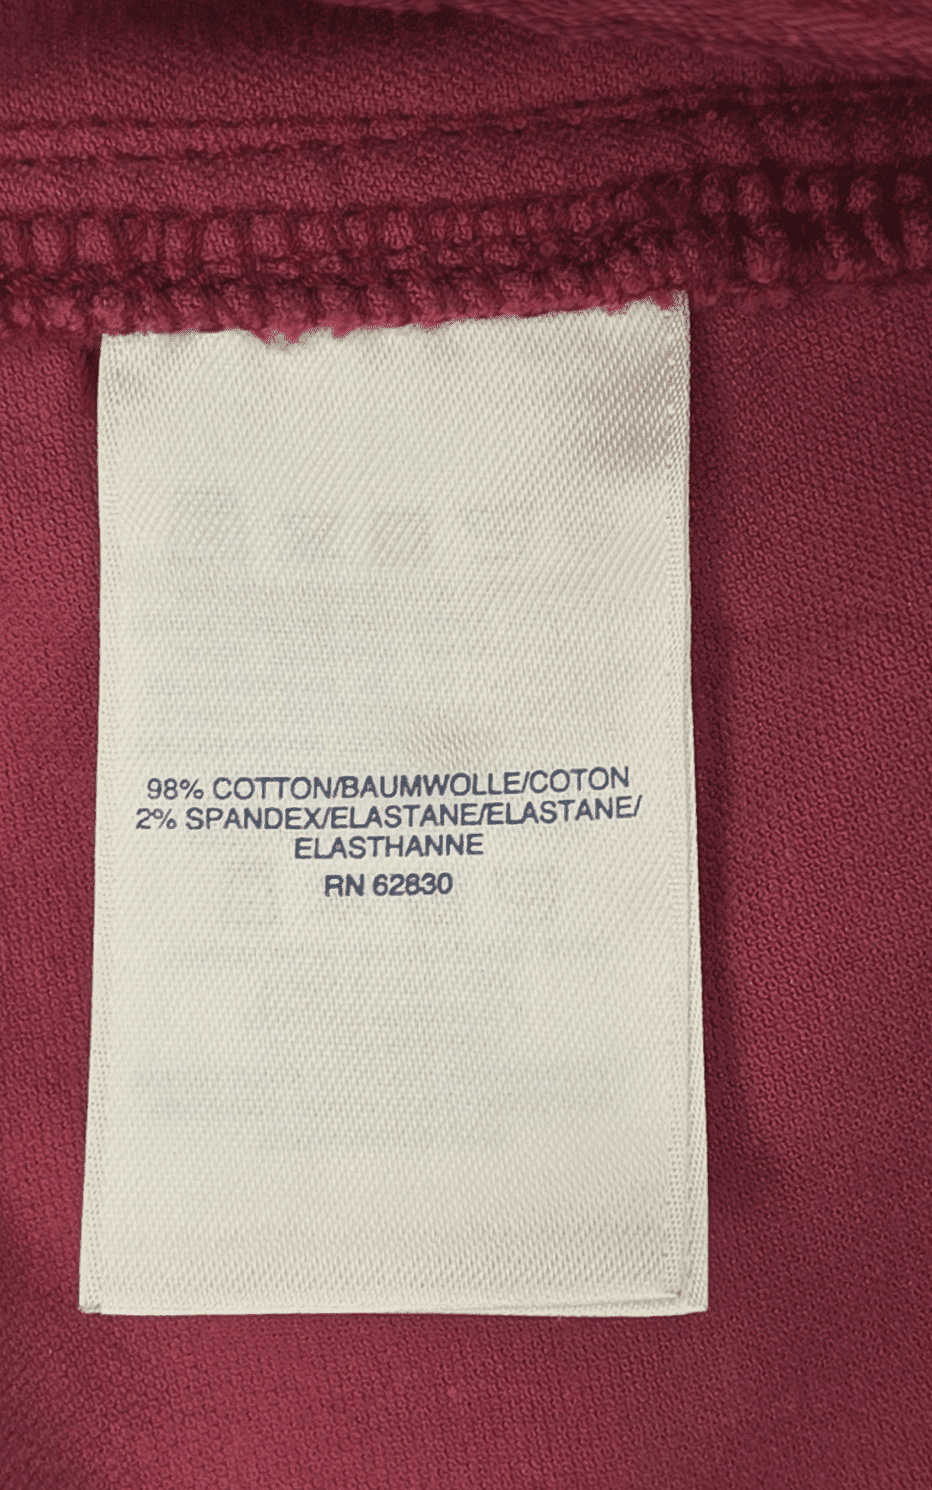 98% COTTON/BAUMWOLLE/COTON
2% SPANDEX/ELASTANE/ELASTANE/
ELASTHANNE
RN 62830